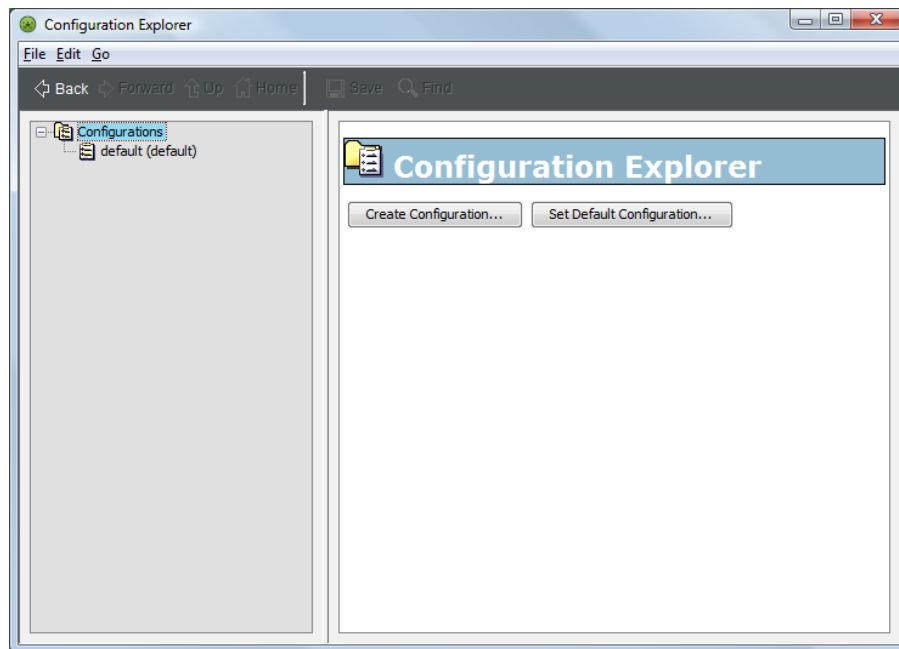 Configuration Explorer
File Edit Go
Back Forward Up Home Save Find
Configurations
default (default)
Configuration Explorer
Create Configuration... Set Default Configuration...